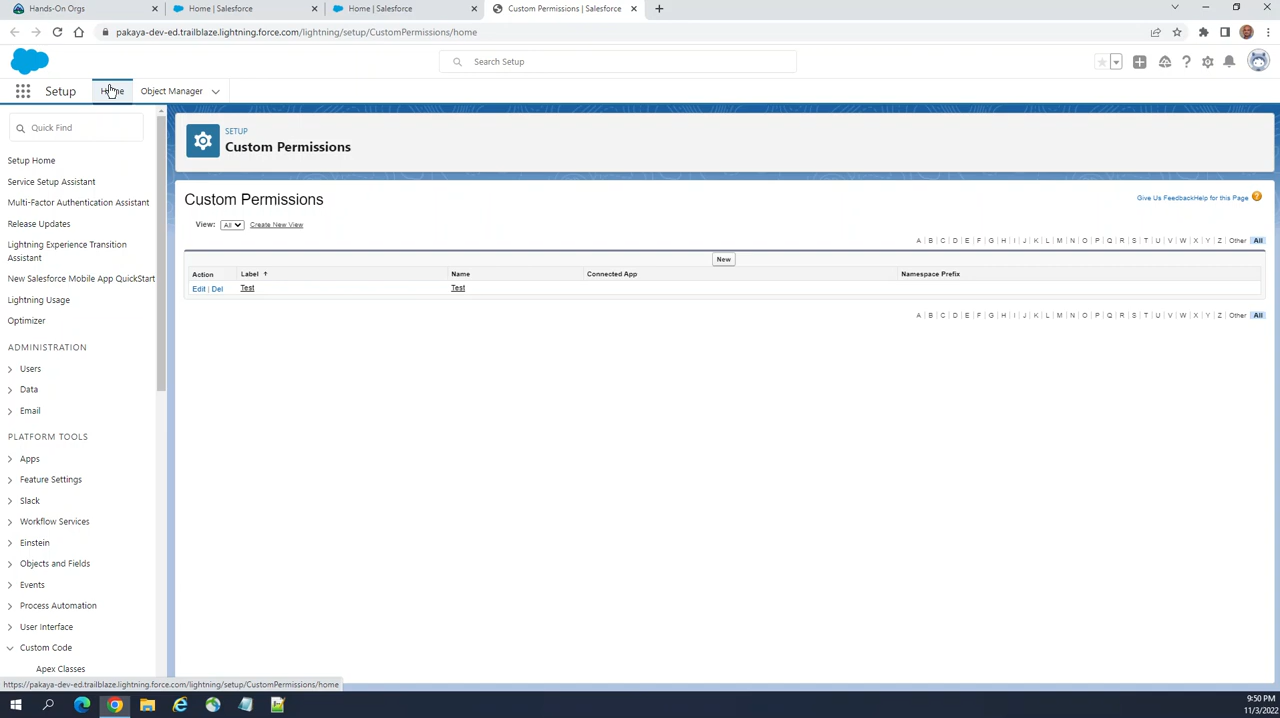 Hands-On Orgs
Home | Salesforce
Home | Salesforce
Custom Permissions | Salesforce
pakaya-dev-ed.trailblaze.lightning.force.com/lightning/setup/CustomPermissions/home
Search Setup
Setup
Home
Object Manager
Quick Find
Setup Home
Service Setup Assistant
Multi-Factor Authentication Assistant
Release Updates
Lightning Experience Transition
Assistant
New Salesforce Mobile App QuickStart
Lightning Usage
Optimizer
ADMINISTRATION
Users
Data
Email
PLATFORM TOOLS
Apps
Feature Settings
Slack
Workflow Services
Einstein
Objects and Fields
Events
Process Automation
User Interface
Custom Code
Apex Classes
SETUP
Custom Permissions
Custom Permissions
Give Us Feedback Help for this Page
View: All Create New View
A | B | C | D | E | F | G | H | I | J | K | L | M | N | O | P | Q | R | S | T | U | V | W | X | Y | Z | Other | All
New
Action Label Name Connected App Namespace Prefix
Edit | Del Test Test
A | B | C | D | E | F | G | H | I | J | K | L | M | N | O | P | Q | R | S | T | U | V | W | X | Y | Z | Other | All
https://pakaya-dev-ed.trailblaze.lightning.force.com/lightning/setup/CustomPermissions/home
9:50 PM
11/3/2022